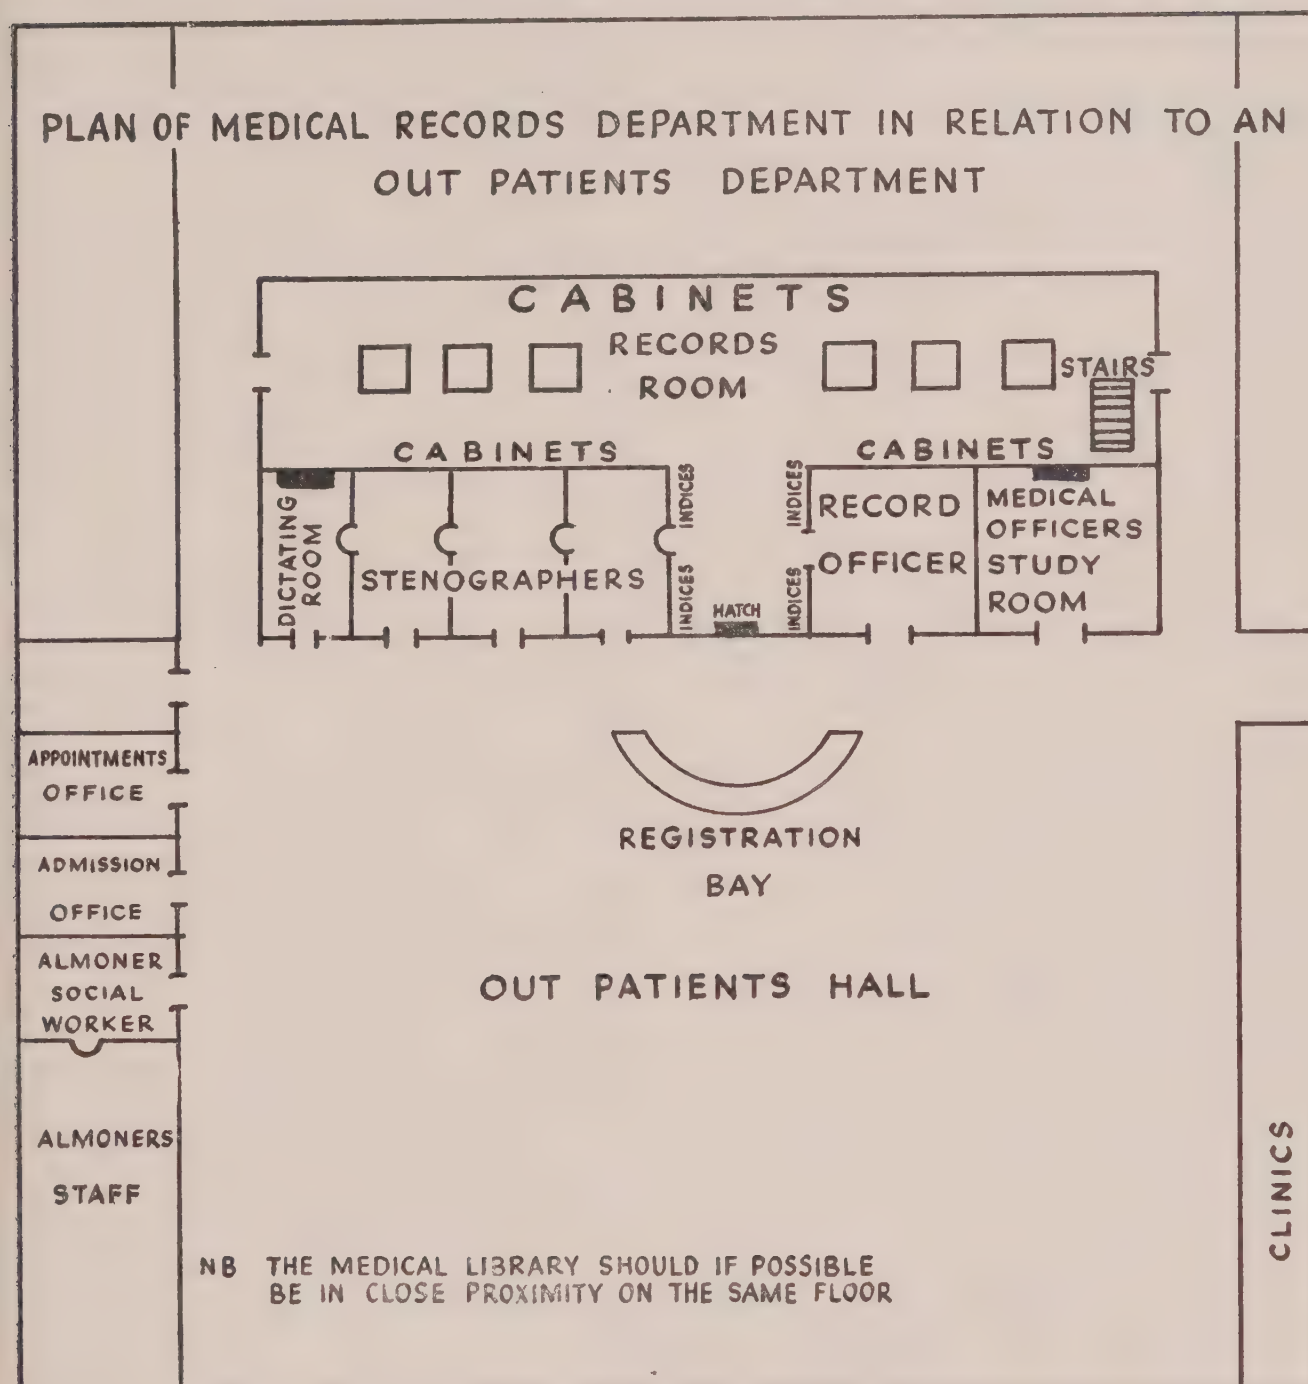 PLAN OF MEDICAL RECORDS DEPARTMENT IN RELATION TO AN
OUT PATIENTS DEPARTMENT
CABINETS
RECORDS
ROOM
STAIRS
CABINETS
CABINETS
DICTATING
ROOM
STENOGRAPHERS
INDICES
INDICES
HATCH
INDICES
INDICES
RECORD
OFFICER
MEDICAL
OFFICERS
STUDY
ROOM
APPOINTMENTS
OFFICE
ADMISSION
OFFICE
ALMONER
SOCIAL
WORKER
ALMONERS
STAFF
REGISTRATION
BAY
OUT PATIENTS HALL
CLINICS
NB THE MEDICAL LIBRARY SHOULD IF POSSIBLE
BE IN CLOSE PROXIMITY ON THE SAME FLOOR